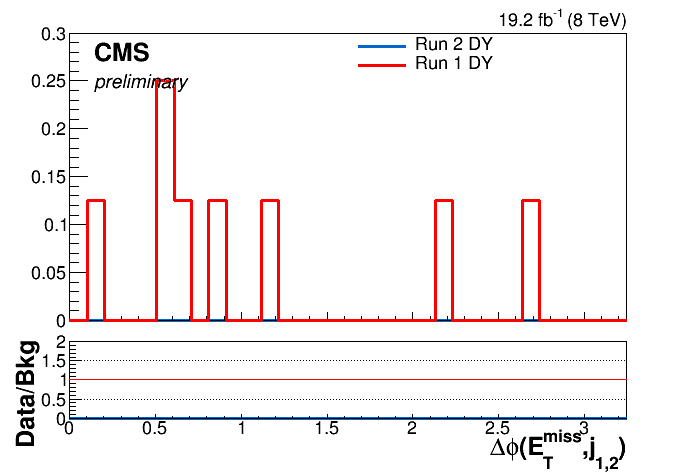 19.2 fb-1 (8 TeV)
CMS
preliminary
Run 2 DY
Run 1 DY
0.3
0.25
0.2
0.15
0.1
0.05
0
Data/Bkg
2
1.5
1
0.5
0
0 0.5 1 1.5 2 2.5 3
Δϕ(E_T^miss,j_1,2)